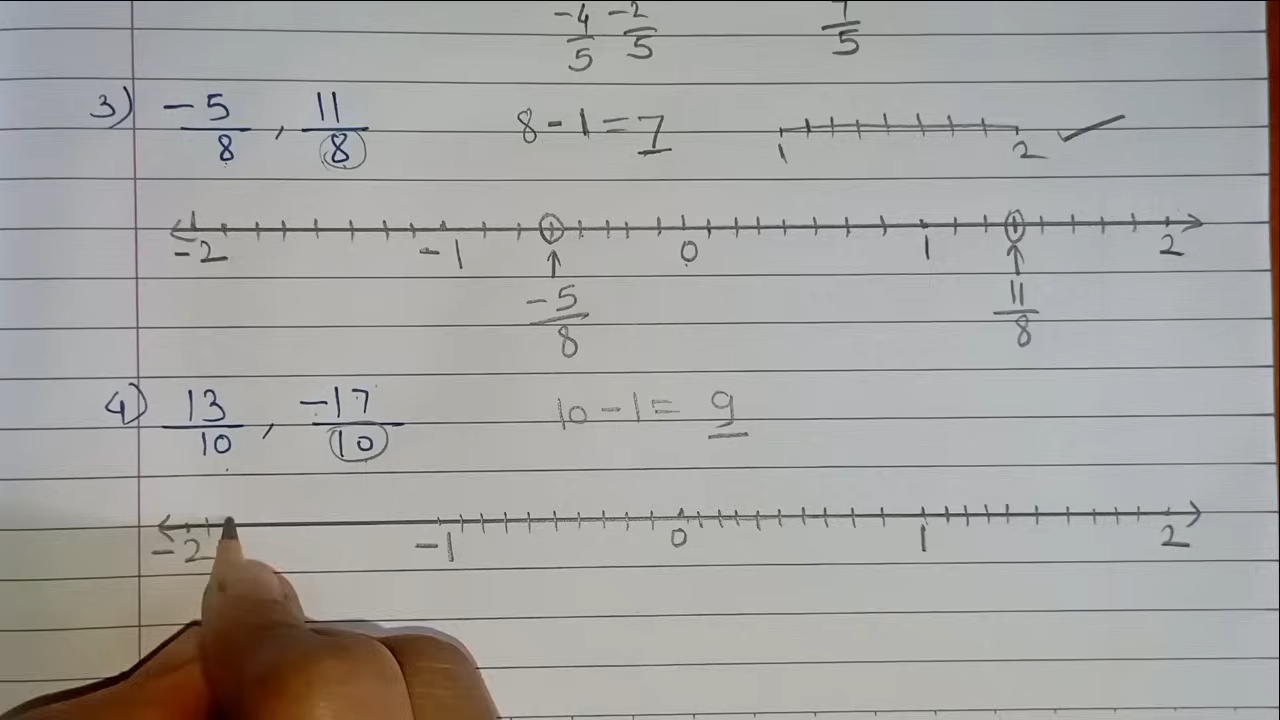 -4/5 -2/5 7/5
3) -5/8 , 11/8 8-1=7 1 2 ✓
-2 -1 0 1 2
-5/8 11/8
4) 13/10 , -17/10 10-1= 9
-2 -1 0 1 2